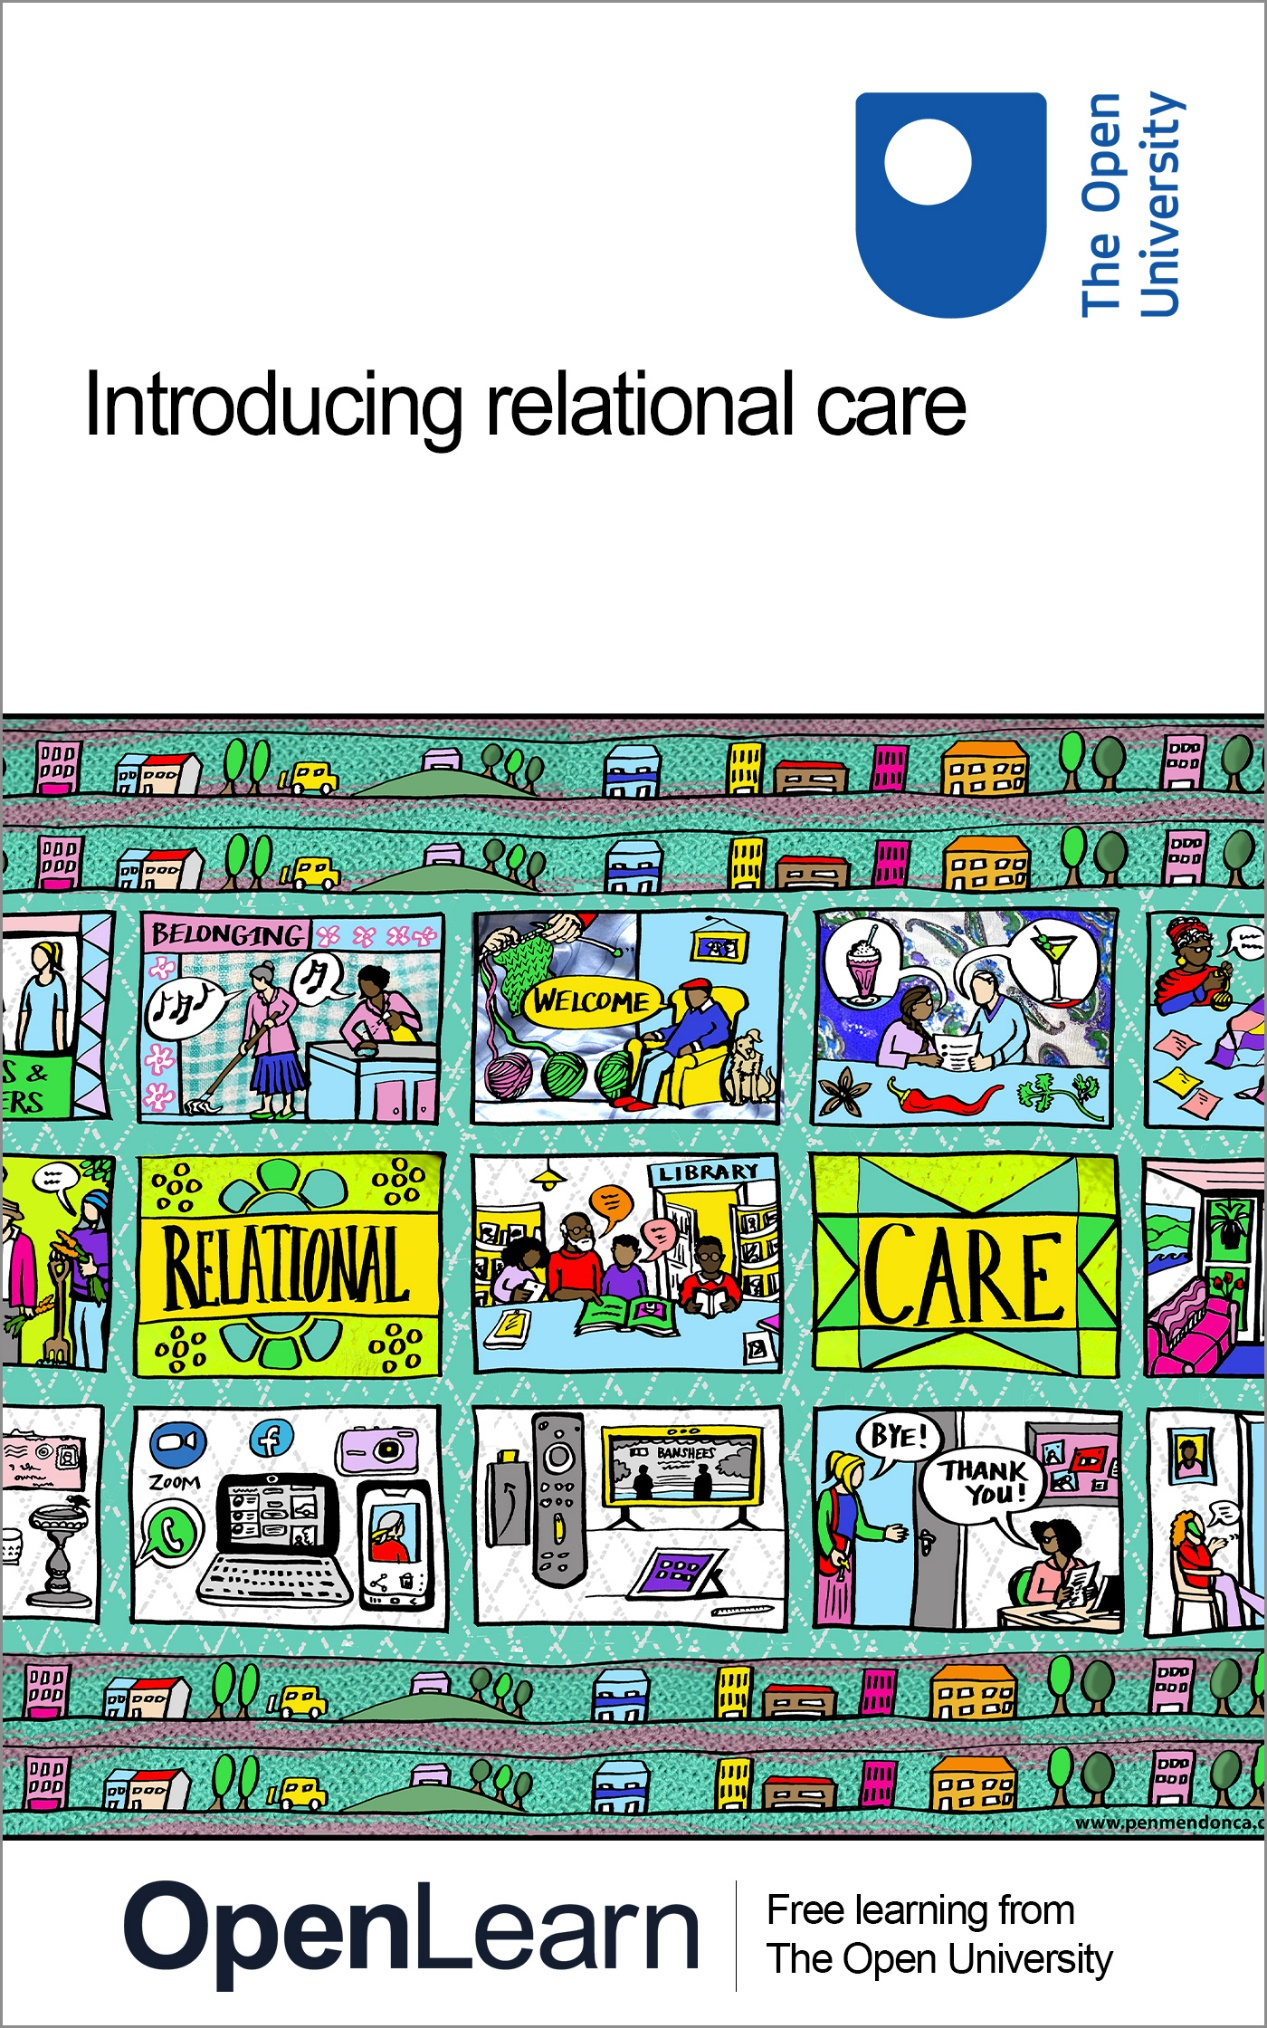 The Open
University
Introducing relational care
BELONGING
WELCOME
S &
ERS
RELATIONAL
LIBRARY
CARE
ZOOM
BANSHEES
BYE!
THANK
YOU!
www.penmendonca.c
OpenLearn
Free learning from
The Open University